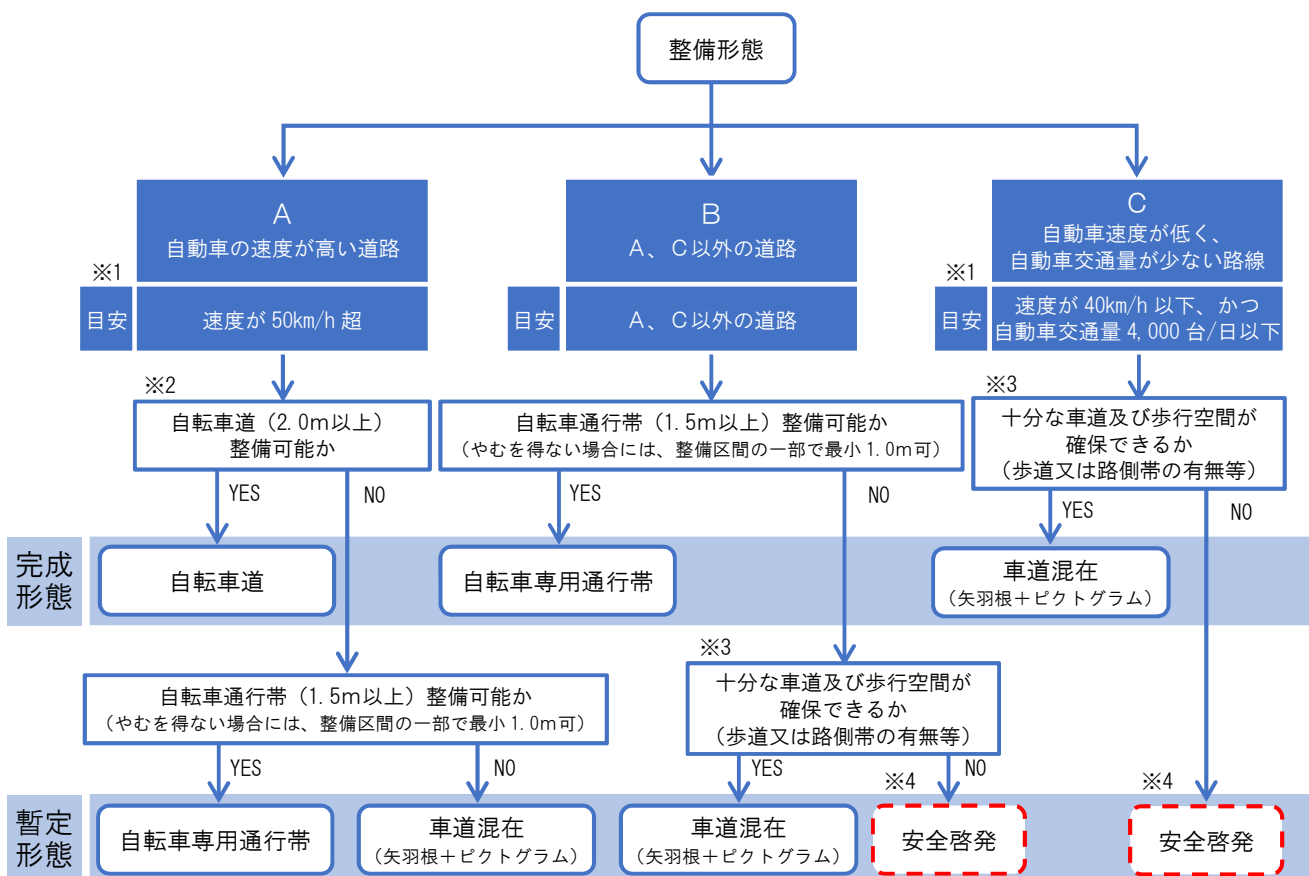 整備形態
A
自動車の速度が高い道路
B
A、C以外の道路
C
自動車速度が低く、
自動車交通量が少ない路線
※1
目安
速度が 50km/h 超
目安
A、C以外の道路
※1
目安
速度が 40km/h 以下、かつ
自動車交通量 4,000 台/日以下
※2
自転車道（2.0m以上）
整備可能か
自転車通行帯（1.5m以上）整備可能か
（やむを得ない場合には、整備区間の一部で最小 1.0m可）
※3
十分な車道及び歩行空間が
確保できるか
（歩道又は路側帯の有無等）
YES
NO
YES
NO
YES
NO
完成
形態
自転車道
自転車専用通行帯
車道混在
（矢羽根＋ピクトグラム）
自転車通行帯（1.5m以上）整備可能か
（やむを得ない場合には、整備区間の一部で最小 1.0m可）
※3
十分な車道及び歩行空間が
確保できるか
（歩道又は路側帯の有無等）
YES
NO
YES
NO
※4
※4
暫定
形態
自転車専用通行帯
車道混在
（矢羽根＋ピクトグラム）
車道混在
（矢羽根＋ピクトグラム）
安全啓発
安全啓発